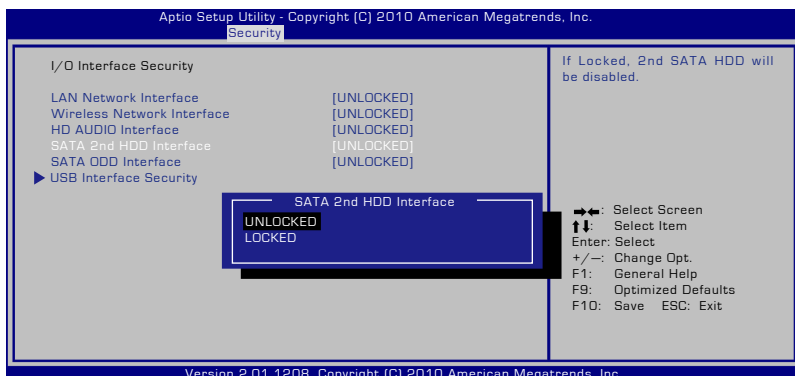 Aptio Setup Utility - Copyright (C) 2010 American Megatrends, Inc.
Security
I/O Interface Security
LAN Network Interface [UNLOCKED]
Wireless Network Interface [UNLOCKED]
HD AUDIO Interface [UNLOCKED]
SATA 2nd HDD Interface [UNLOCKED]
SATA ODD Interface [UNLOCKED]
USB Interface Security
SATA 2nd HDD Interface
UNLOCKED
LOCKED
If Locked, 2nd SATA HDD will
be disabled.
→←: Select Screen
↑↓: Select Item
Enter: Select
+/—: Change Opt.
F1: General Help
F9: Optimized Defaults
F10: Save ESC: Exit
Version 2.01.1208. Copyright (C) 2010 American Megatrends, Inc.